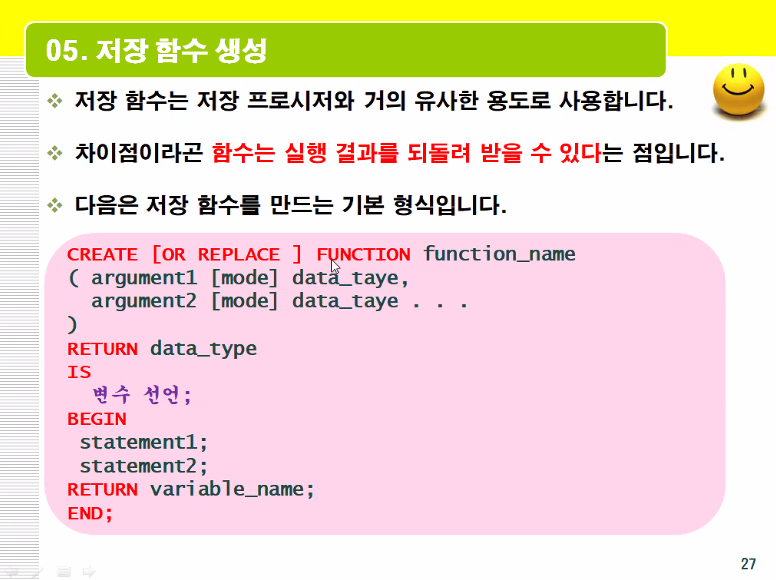 05. 저장 함수 생성
저장 함수는 저장 프로시저와 거의 유사한 용도로 사용합니다.
차이점이라곤 함수는 실행 결과를 되돌려 받을 수 있다는 점입니다.
다음은 저장 함수를 만드는 기본 형식입니다.
CREATE [OR REPLACE ] FUNCTION function_name
( argument1 [mode] data_taye,
argument2 [mode] data_taye . . .
)
RETURN data_type
IS
변수 선언;
BEGIN
statement1;
statement2;
RETURN variable_name;
END;
27